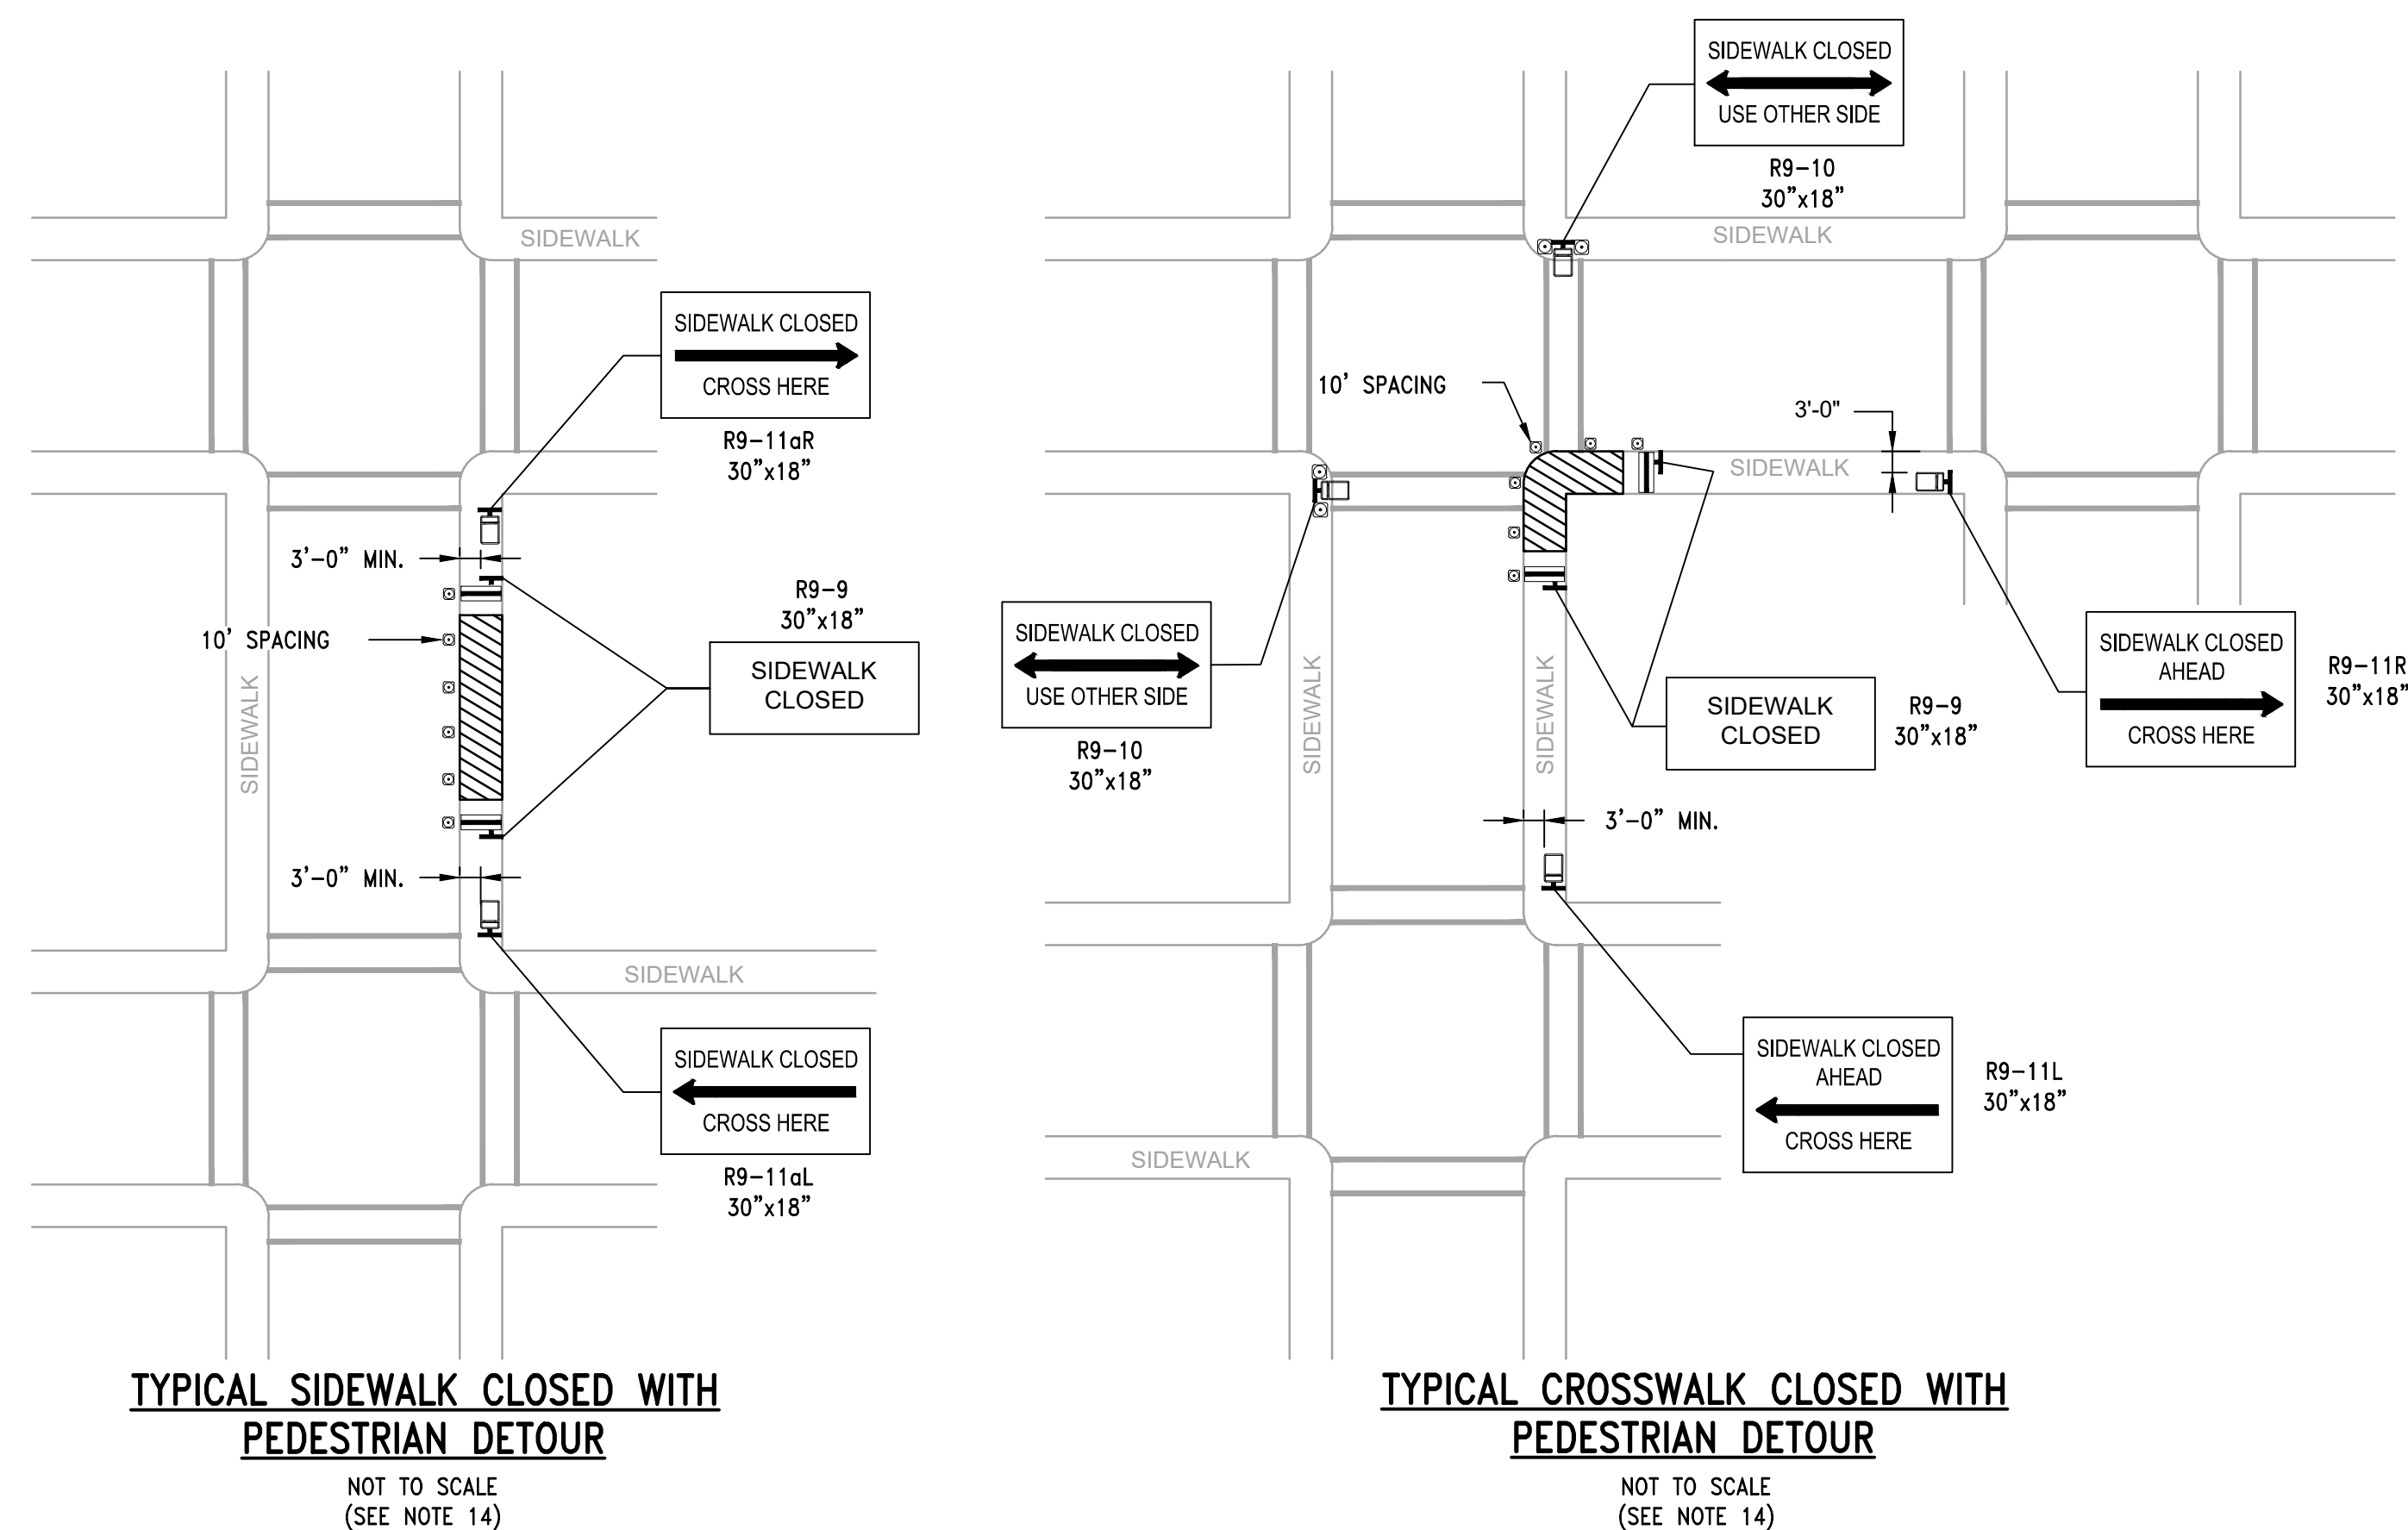 SIDEWALK
SIDEWALK CLOSED
CROSS HERE
R9-11aR
30"x18"
3'-0" MIN.
R9-9
30"x18"
SIDEWALK
CLOSED
10' SPACING
SIDEWALK
3'-0" MIN.
SIDEWALK
SIDEWALK CLOSED
CROSS HERE
R9-11aL
30"x18"
TYPICAL SIDEWALK CLOSED WITH
PEDESTRIAN DETOUR
NOT TO SCALE
(SEE NOTE 14)
SIDEWALK CLOSED
USE OTHER SIDE
R9-10
30"x18"
SIDEWALK
10' SPACING
3'-0"
SIDEWALK
SIDEWALK CLOSED
USE OTHER SIDE
R9-10
30"x18"
SIDEWALK
SIDEWALK
SIDEWALK
CLOSED
R9-9
30"x18"
SIDEWALK CLOSED
AHEAD
CROSS HERE
R9-11R
30"x18"
3'-0" MIN.
SIDEWALK CLOSED
AHEAD
CROSS HERE
R9-11L
30"x18"
SIDEWALK
TYPICAL CROSSWALK CLOSED WITH
PEDESTRIAN DETOUR
NOT TO SCALE
(SEE NOTE 14)